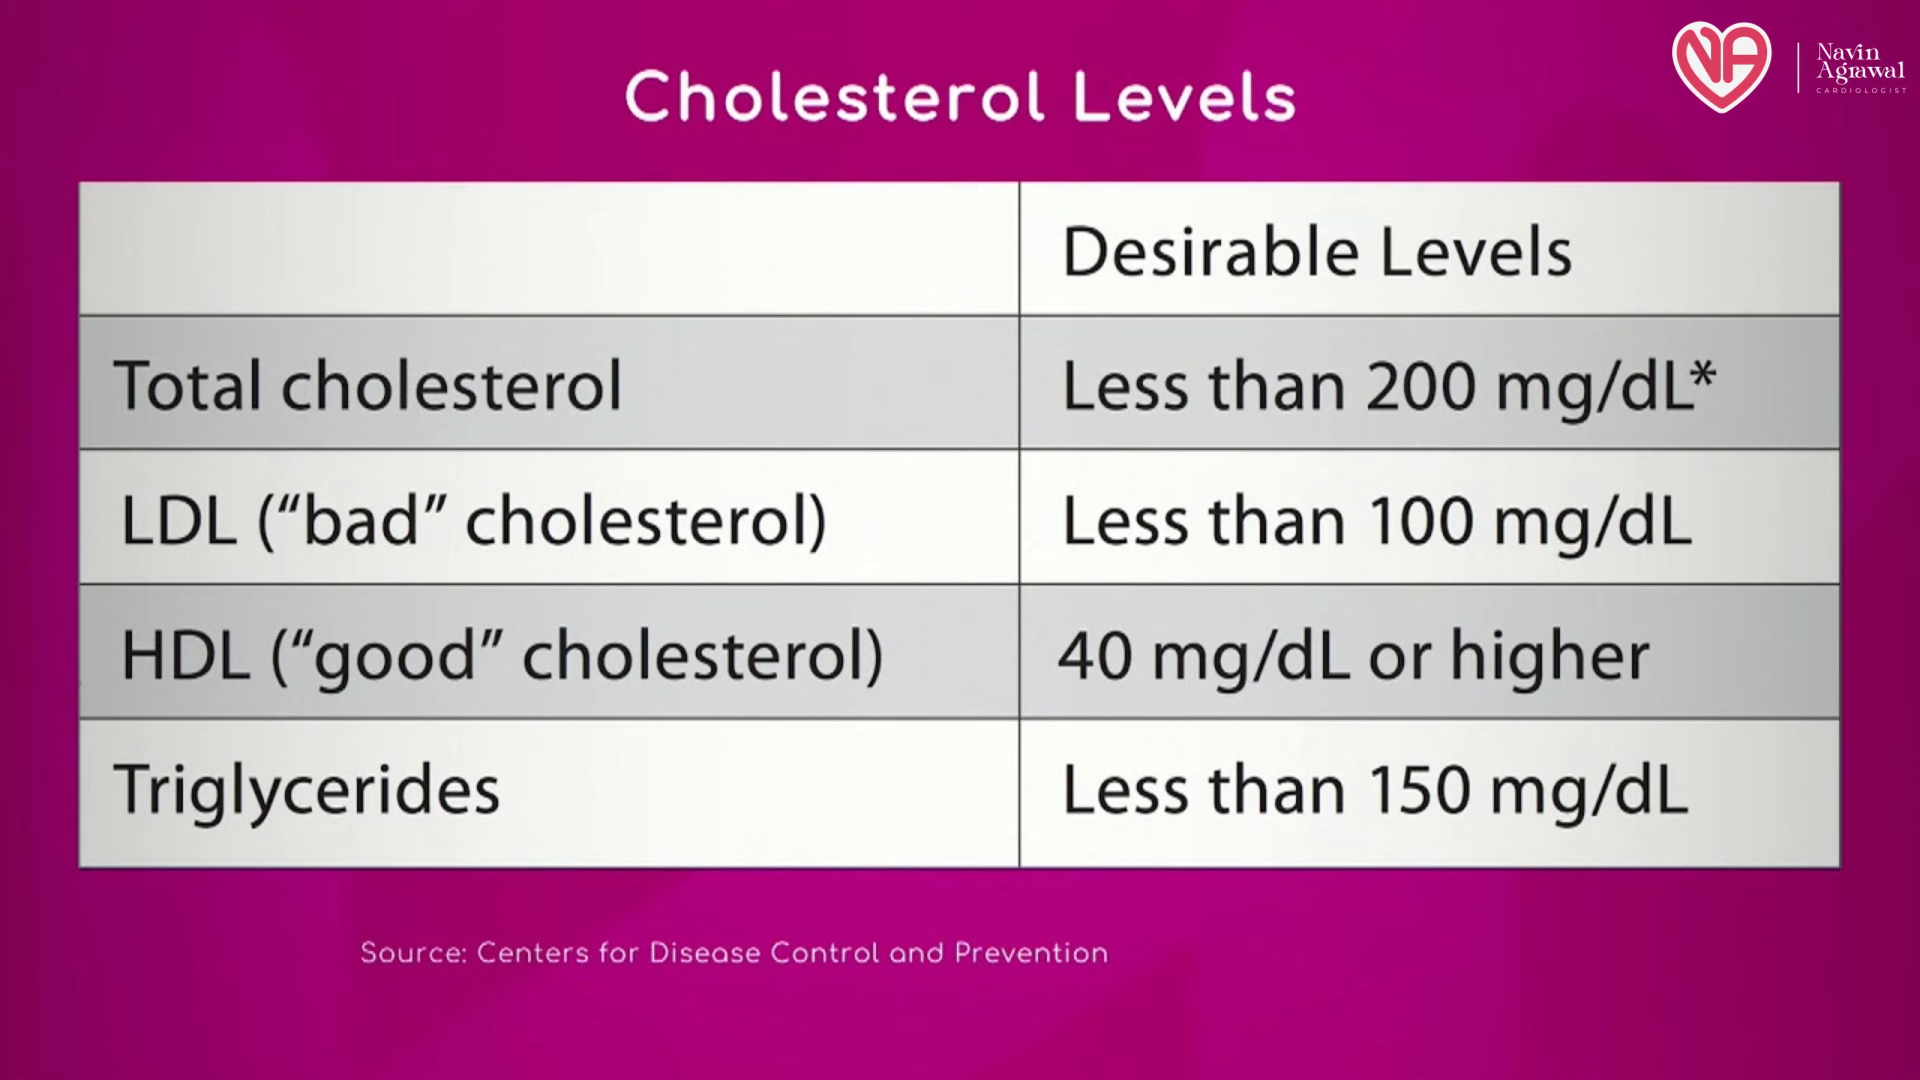 Cholesterol Levels
NA
Navin
Agrawal
CARDIOLOGIST
Desirable Levels
Total cholesterol
Less than 200 mg/dL*
LDL (“bad” cholesterol)
Less than 100 mg/dL
HDL (“good” cholesterol)
40 mg/dL or higher
Triglycerides
Less than 150 mg/dL
Source: Centers for Disease Control and Prevention